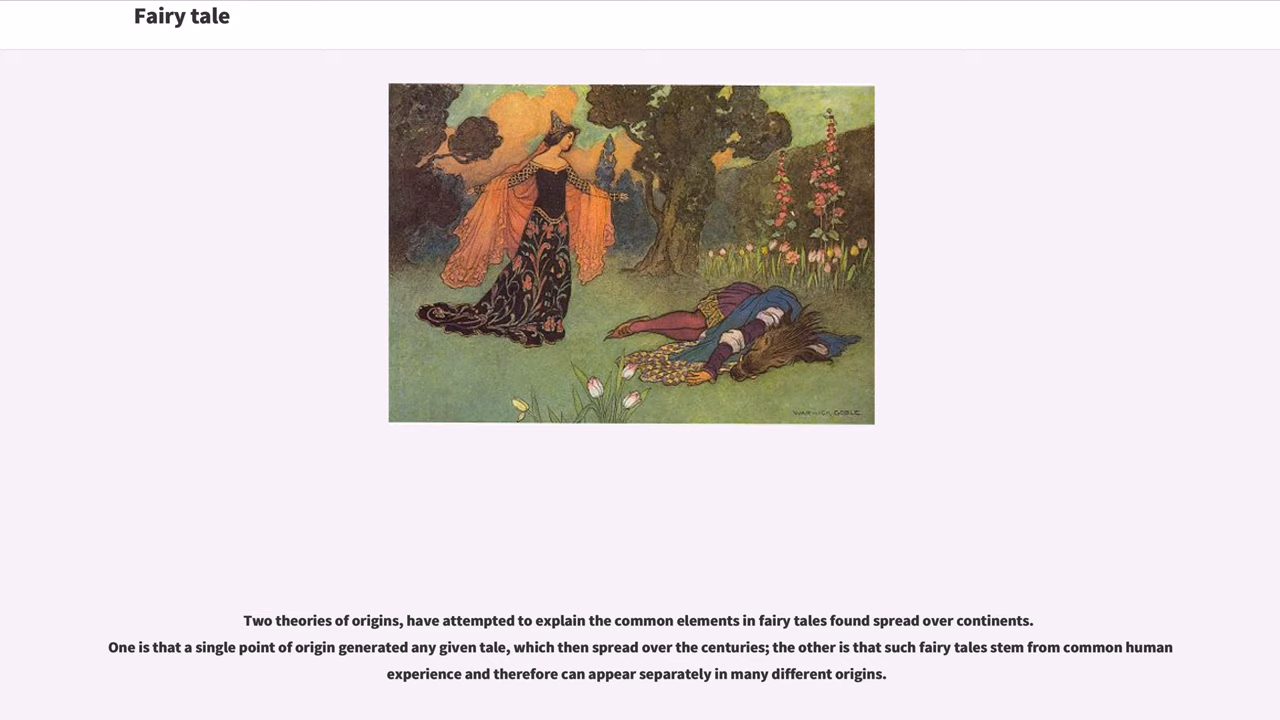 Fairy tale
WARWICK GOBLE
Two theories of origins, have attempted to explain the common elements in fairy tales found spread over continents.
One is that a single point of origin generated any given tale, which then spread over the centuries; the other is that such fairy tales stem from common human
experience and therefore can appear separately in many different origins.